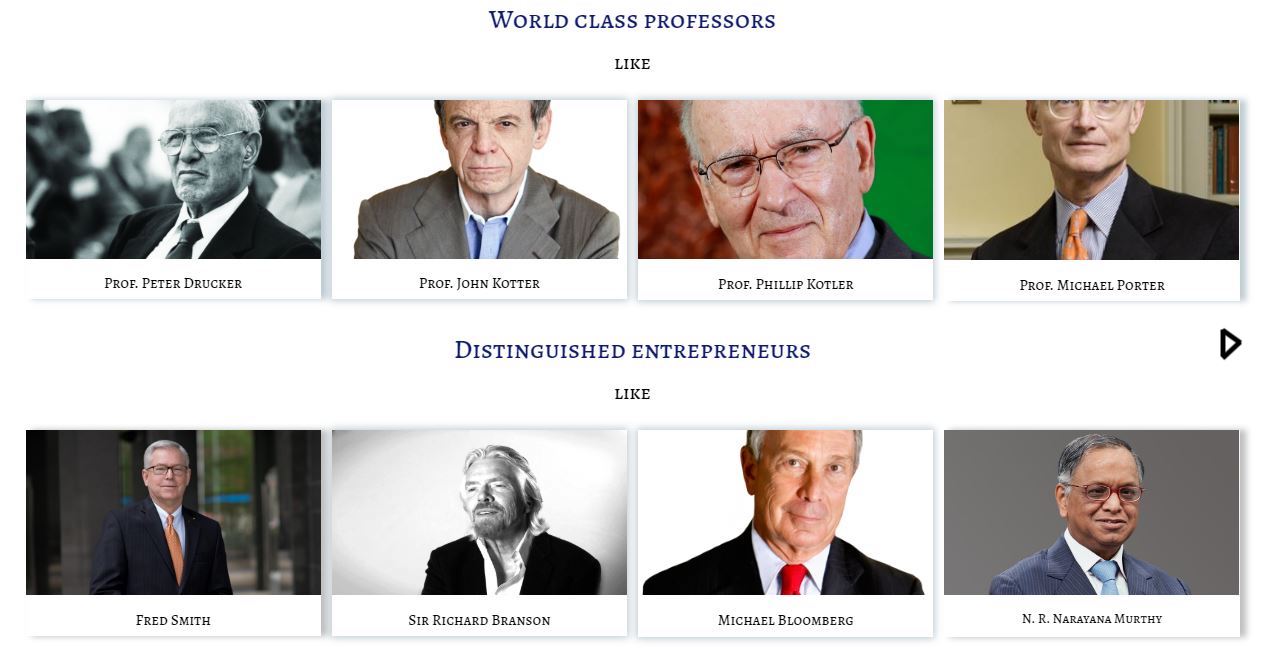 World class professors
like
Prof. Peter Drucker
Prof. John Kotter
Prof. Phillip Kotler
Prof. Michael Porter
Distinguished entrepreneurs
like
Fred Smith
Sir Richard Branson
Michael Bloomberg
N. R. Narayana Murthy